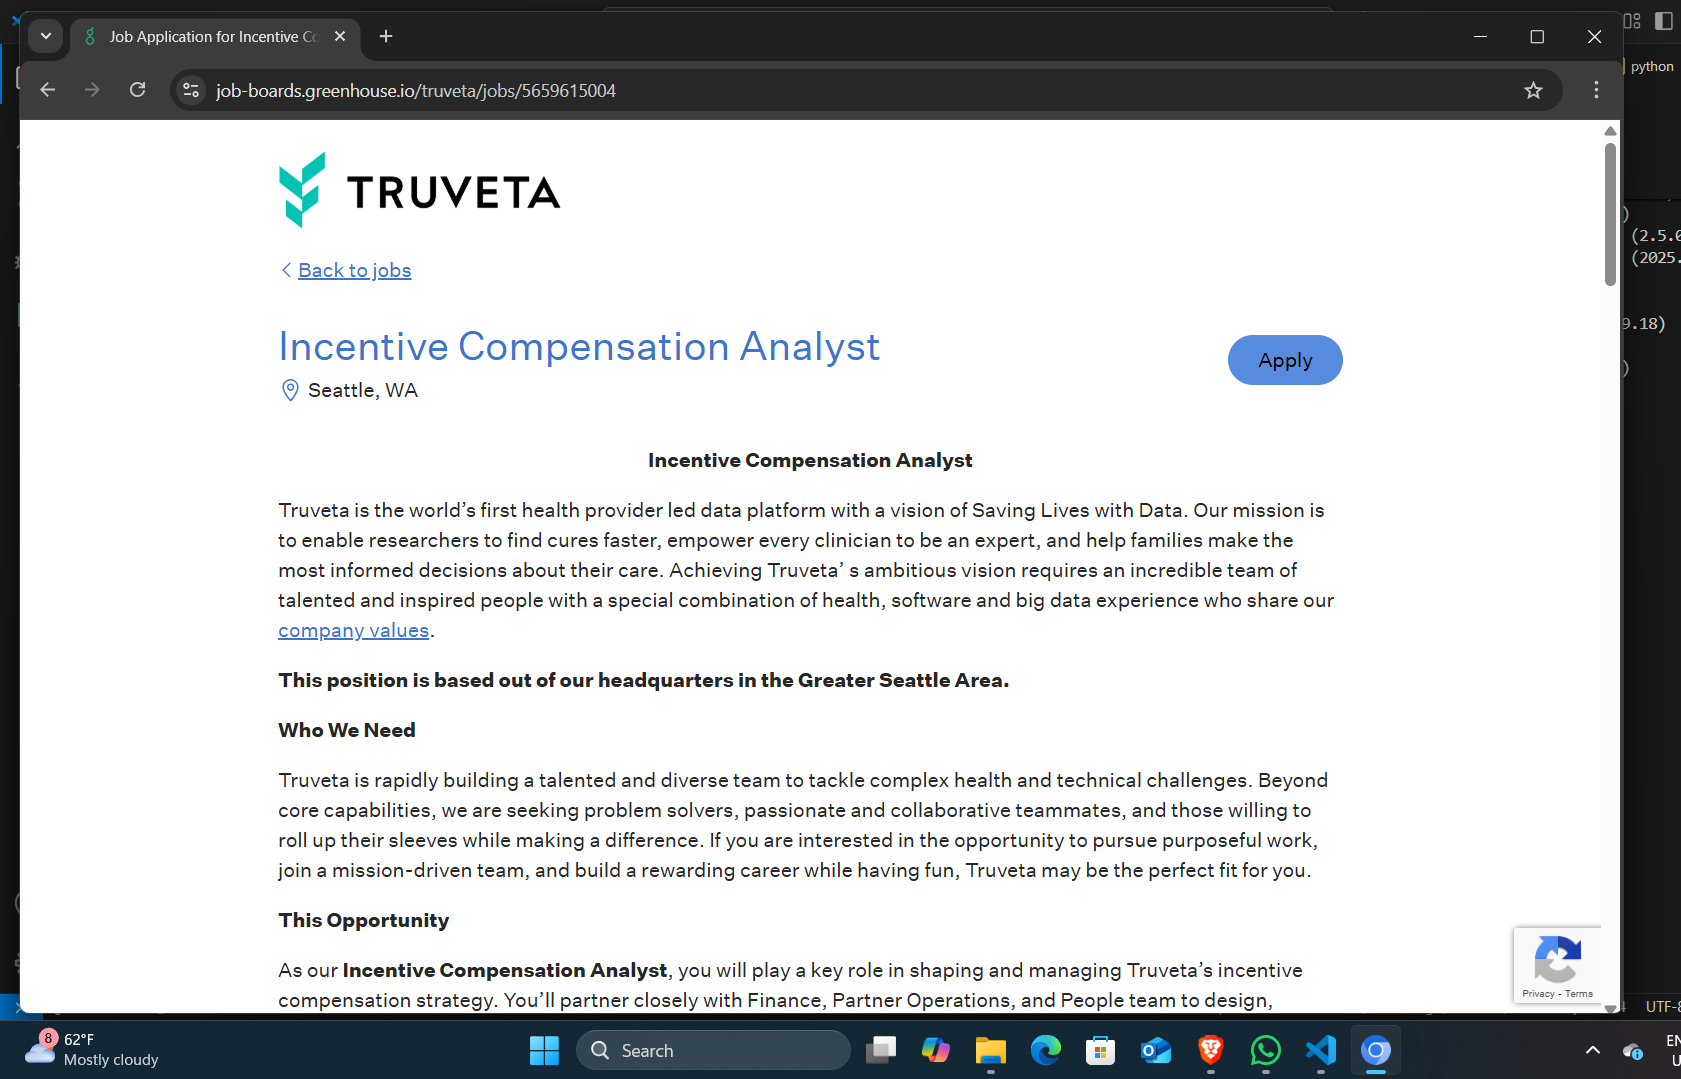 Job Application for Incentive Co
python
job-boards.greenhouse.io/truveta/jobs/5659615004
TRUVETA
Back to jobs
)
(2.5.0
(2025.
Incentive Compensation Analyst
Apply
9.18)
)
Seattle, WA
Incentive Compensation Analyst
Truveta is the world’s first health provider led data platform with a vision of Saving Lives with Data. Our mission is
to enable researchers to find cures faster, empower every clinician to be an expert, and help families make the
most informed decisions about their care. Achieving Truveta’ s ambitious vision requires an incredible team of
talented and inspired people with a special combination of health, software and big data experience who share our
company values.
This position is based out of our headquarters in the Greater Seattle Area.
Who We Need
Truveta is rapidly building a talented and diverse team to tackle complex health and technical challenges. Beyond
core capabilities, we are seeking problem solvers, passionate and collaborative teammates, and those willing to
roll up their sleeves while making a difference. If you are interested in the opportunity to pursue purposeful work,
join a mission-driven team, and build a rewarding career while having fun, Truveta may be the perfect fit for you.
This Opportunity
As our Incentive Compensation Analyst, you will play a key role in shaping and managing Truveta’s incentive
compensation strategy. You’ll partner closely with Finance, Partner Operations, and People team to design,
Privacy - Terms
UTF-8
8
62°F
Mostly cloudy
Search
EN
U